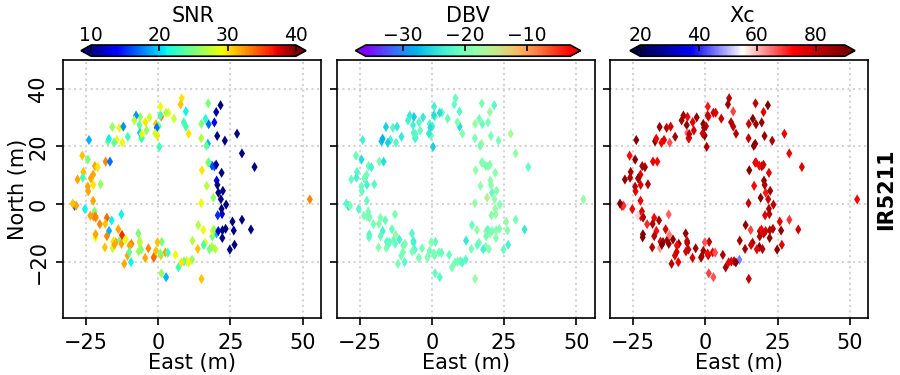 SNR DBV Xc
10 20 30 40 −30 −20 −10 20 40 60 80
40
20
0
−20
North (m)
IR5211
−25 0 25 50 −25 0 25 50 −25 0 25 50
East (m) East (m) East (m)